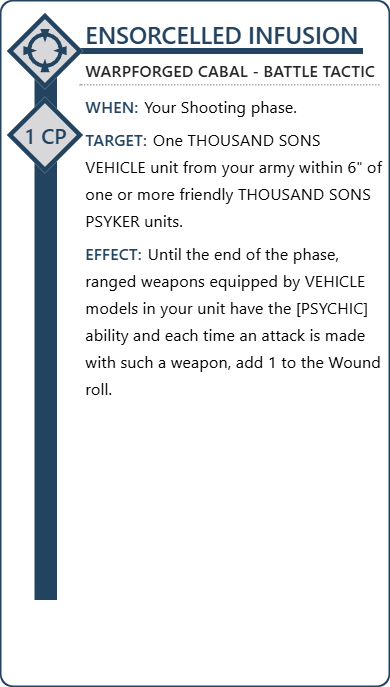 ENSORCELLED INFUSION
WARPFORGED CABAL - BATTLE TACTIC
1 CP
WHEN: Your Shooting phase.
TARGET: One THOUSAND SONS
VEHICLE unit from your army within 6" of
one or more friendly THOUSAND SONS
PSYKER units.
EFFECT: Until the end of the phase,
ranged weapons equipped by VEHICLE
models in your unit have the [PSYCHIC]
ability and each time an attack is made
with such a weapon, add 1 to the Wound
roll.